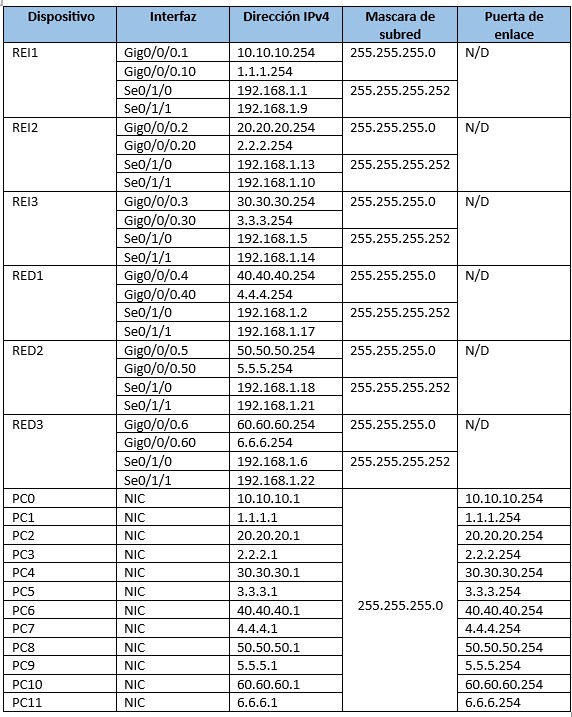 Dispositivo Interfaz Dirección IPv4 Mascara de subred Puerta de enlace
REI1 Gig0/0/0.1 10.10.10.254 255.255.255.0 N/D
Gig0/0/0.10 1.1.1.254
Se0/1/0 192.168.1.1 255.255.255.252
Se0/1/1 192.168.1.9
REI2 Gig0/0/0.2 20.20.20.254 255.255.255.0 N/D
Gig0/0/0.20 2.2.2.254
Se0/1/0 192.168.1.13 255.255.255.252
Se0/1/1 192.168.1.10
REI3 Gig0/0/0.3 30.30.30.254 255.255.255.0 N/D
Gig0/0/0.30 3.3.3.254
Se0/1/0 192.168.1.5 255.255.255.252
Se0/1/1 192.168.1.14
RED1 Gig0/0/0.4 40.40.40.254 255.255.255.0 N/D
Gig0/0/0.40 4.4.4.254
Se0/1/0 192.168.1.2 255.255.255.252
Se0/1/1 192.168.1.17
RED2 Gig0/0/0.5 50.50.50.254 255.255.255.0 N/D
Gig0/0/0.50 5.5.5.254
Se0/1/0 192.168.1.18 255.255.255.252
Se0/1/1 192.168.1.21
RED3 Gig0/0/0.6 60.60.60.254 255.255.255.0 N/D
Gig0/0/0.60 6.6.6.254
Se0/1/0 192.168.1.6 255.255.255.252
Se0/1/1 192.168.1.22
PC0 NIC 10.10.10.1 10.10.10.254
PC1 NIC 1.1.1.1 1.1.1.254
PC2 NIC 20.20.20.1 20.20.20.254
PC3 NIC 2.2.2.1 2.2.2.254
PC4 NIC 30.30.30.1 30.30.30.254
PC5 NIC 3.3.3.1 3.3.3.254
PC6 NIC 40.40.40.1 255.255.255.0 40.40.40.254
PC7 NIC 4.4.4.1 4.4.4.254
PC8 NIC 50.50.50.1 50.50.50.254
PC9 NIC 5.5.5.1 5.5.5.254
PC10 NIC 60.60.60.1 60.60.60.254
PC11 NIC 6.6.6.1 6.6.6.254